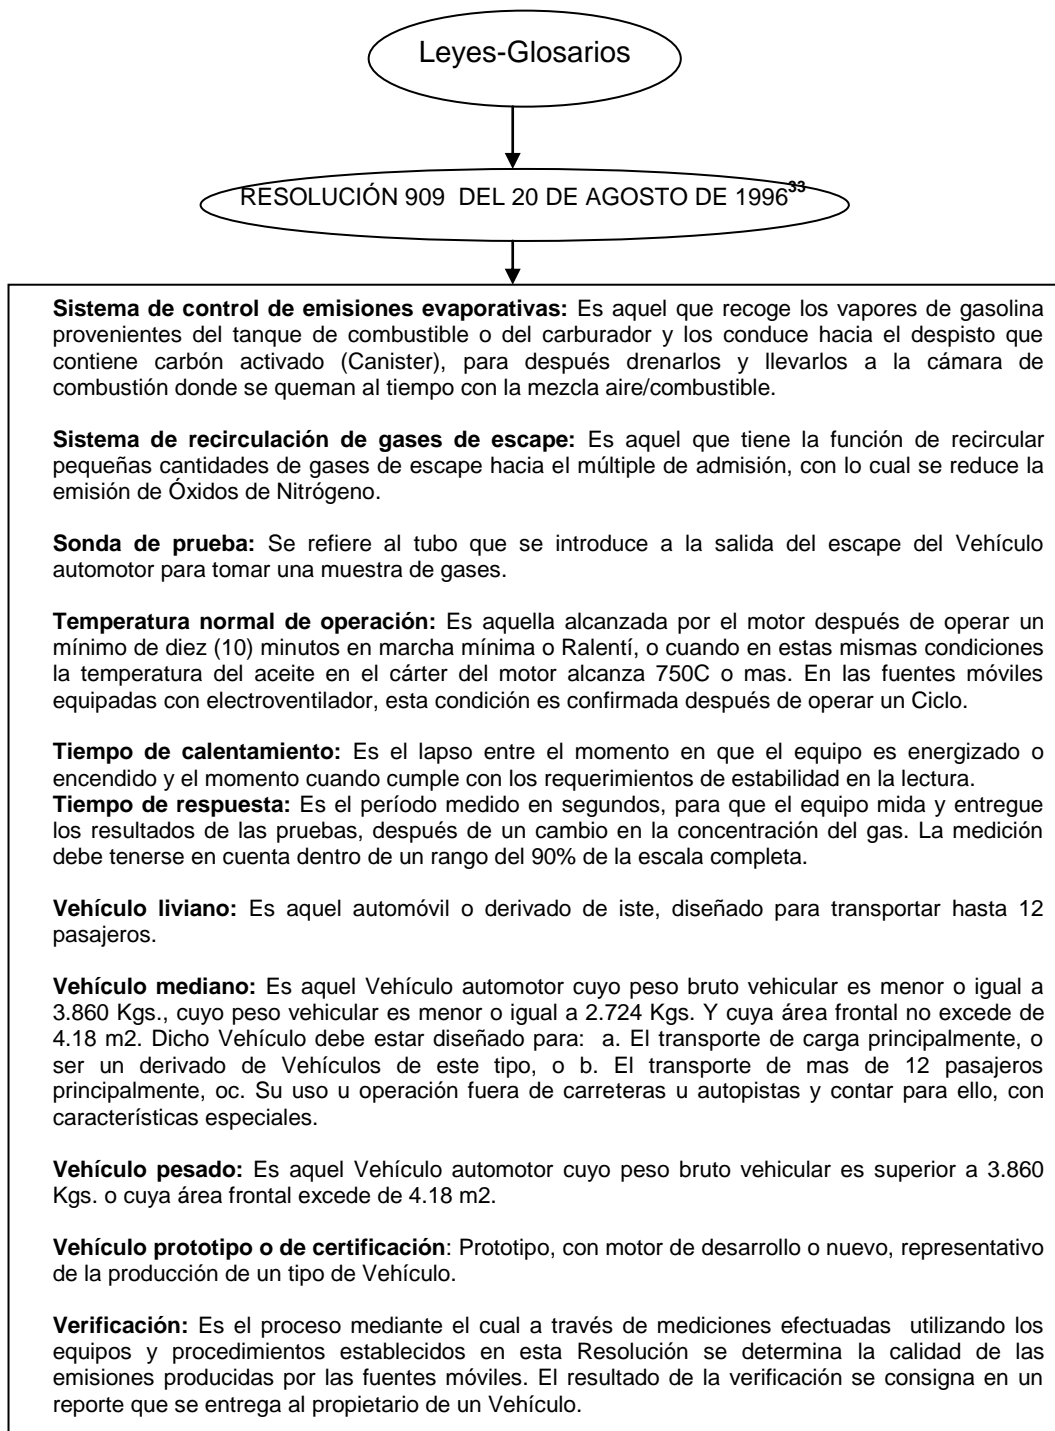 Leyes-Glosarios
RESOLUCIÓN 909 DEL 20 DE AGOSTO DE 1996³³
Sistema de control de emisiones evaporativas: Es aquel que recoge los vapores de gasolina
provenientes del tanque de combustible o del carburador y los conduce hacia el despisto que
contiene carbón activado (Canister), para después drenarlos y llevarlos a la cámara de
combustión donde se queman al tiempo con la mezcla aire/combustible.
Sistema de recirculación de gases de escape: Es aquel que tiene la función de recircular
pequeñas cantidades de gases de escape hacia el múltiple de admisión, con lo cual se reduce la
emisión de Óxidos de Nitrógeno.
Sonda de prueba: Se refiere al tubo que se introduce a la salida del escape del Vehículo
automotor para tomar una muestra de gases.
Temperatura normal de operación: Es aquella alcanzada por el motor después de operar un
mínimo de diez (10) minutos en marcha mínima o Ralentí, o cuando en estas mismas condiciones
la temperatura del aceite en el cárter del motor alcanza 750C o mas. En las fuentes móviles
equipadas con electroventilador, esta condición es confirmada después de operar un Ciclo.
Tiempo de calentamiento: Es el lapso entre el momento en que el equipo es energizado o
encendido y el momento cuando cumple con los requerimientos de estabilidad en la lectura.
Tiempo de respuesta: Es el período medido en segundos, para que el equipo mida y entregue
los resultados de las pruebas, después de un cambio en la concentración del gas. La medición
debe tenerse en cuenta dentro de un rango del 90% de la escala completa.
Vehículo liviano: Es aquel automóvil o derivado de iste, diseñado para transportar hasta 12
pasajeros.
Vehículo mediano: Es aquel Vehículo automotor cuyo peso bruto vehicular es menor o igual a
3.860 Kgs., cuyo peso vehicular es menor o igual a 2.724 Kgs. Y cuya área frontal no excede de
4.18 m2. Dicho Vehículo debe estar diseñado para: a. El transporte de carga principalmente, o
ser un derivado de Vehículos de este tipo, o b. El transporte de mas de 12 pasajeros
principalmente, oc. Su uso u operación fuera de carreteras u autopistas y contar para ello, con
características especiales.
Vehículo pesado: Es aquel Vehículo automotor cuyo peso bruto vehicular es superior a 3.860
Kgs. o cuya área frontal excede de 4.18 m2.
Vehículo prototipo o de certificación: Prototipo, con motor de desarrollo o nuevo, representativo
de la producción de un tipo de Vehículo.
Verificación: Es el proceso mediante el cual a través de mediciones efectuadas utilizando los
equipos y procedimientos establecidos en esta Resolución se determina la calidad de las
emisiones producidas por las fuentes móviles. El resultado de la verificación se consigna en un
reporte que se entrega al propietario de un Vehículo.